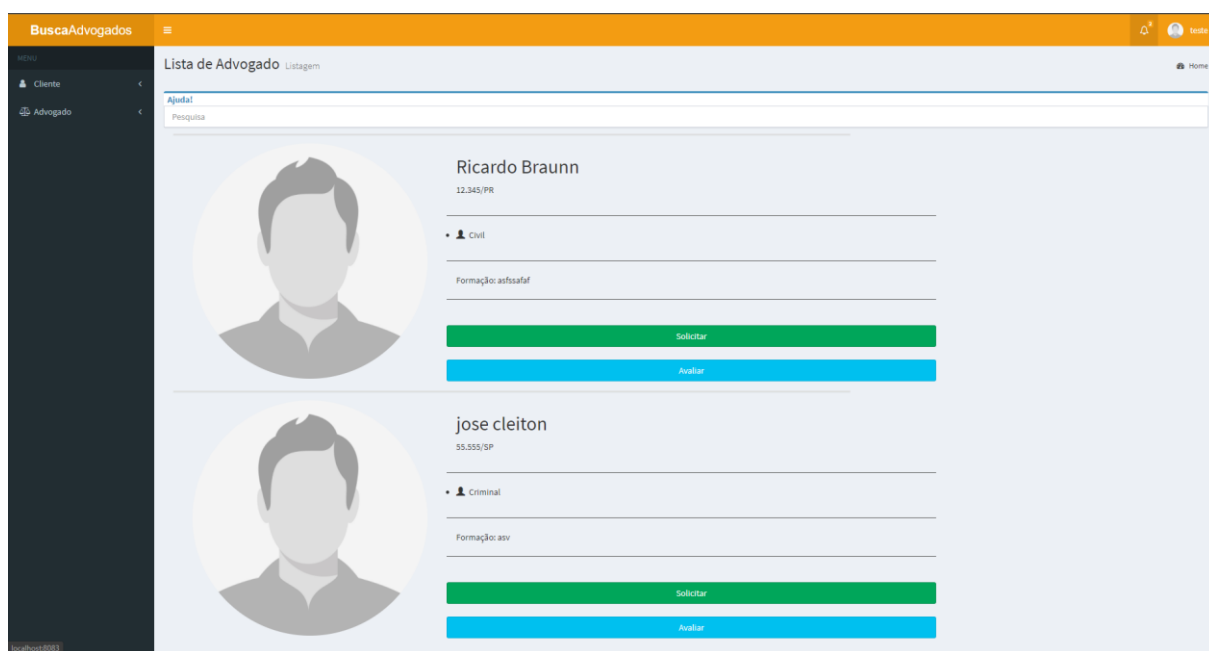 BuscaAdvogados
teste
MENU
Lista de Advogado Listagem
Home
Cliente
Advogado
Ajuda!
Pesquisa
Ricardo Braunn
12.345/PR
Civil
Formação: asfssafaf
Solicitar
Avaliar
jose cleiton
55.555/SP
Criminal
Formação: asv
Solicitar
Avaliar
localhost:8083